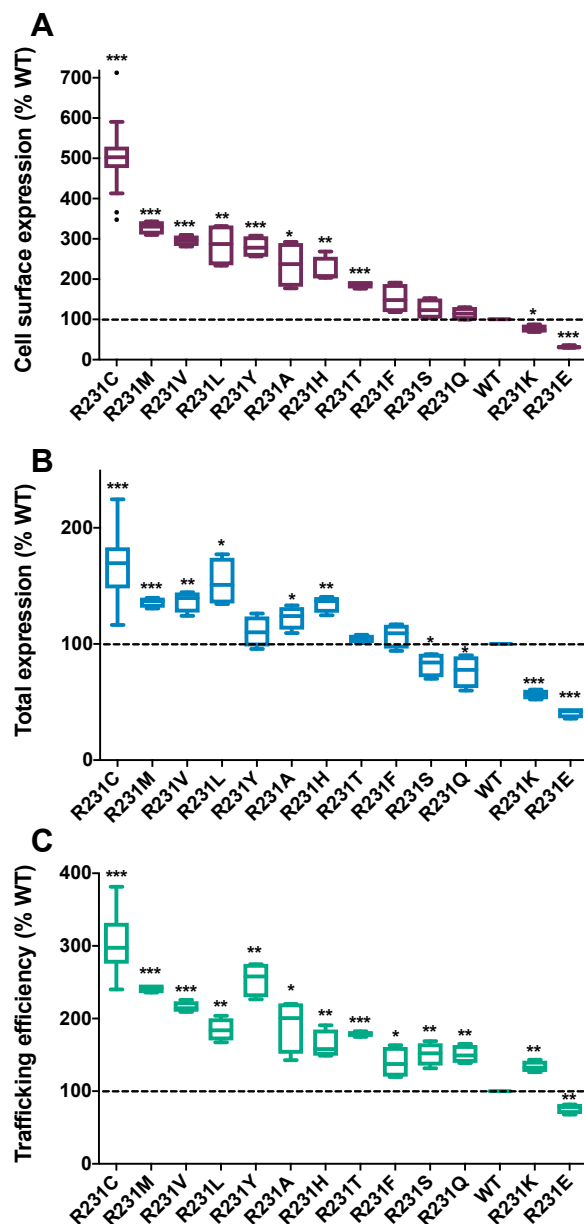 A
Cell surface expression (% WT)
700
600
500
400
300
200
100
0
***
***
***
**
***
*
**
***
*
***
R231C
R231M
R231V
R231L
R231Y
R231A
R231H
R231T
R231F
R231S
R231Q
WT
R231K
R231E
B
Total expression (% WT)
200
100
0
***
***
**
*
*
**
*
*
***
***
R231C
R231M
R231V
R231L
R231Y
R231A
R231H
R231T
R231F
R231S
R231Q
WT
R231K
R231E
C
Trafficking efficiency (% WT)
400
300
200
100
0
***
***
***
**
**
*
**
***
*
**
**
**
**
R231C
R231M
R231V
R231L
R231Y
R231A
R231H
R231T
R231F
R231S
R231Q
WT
R231K
R231E